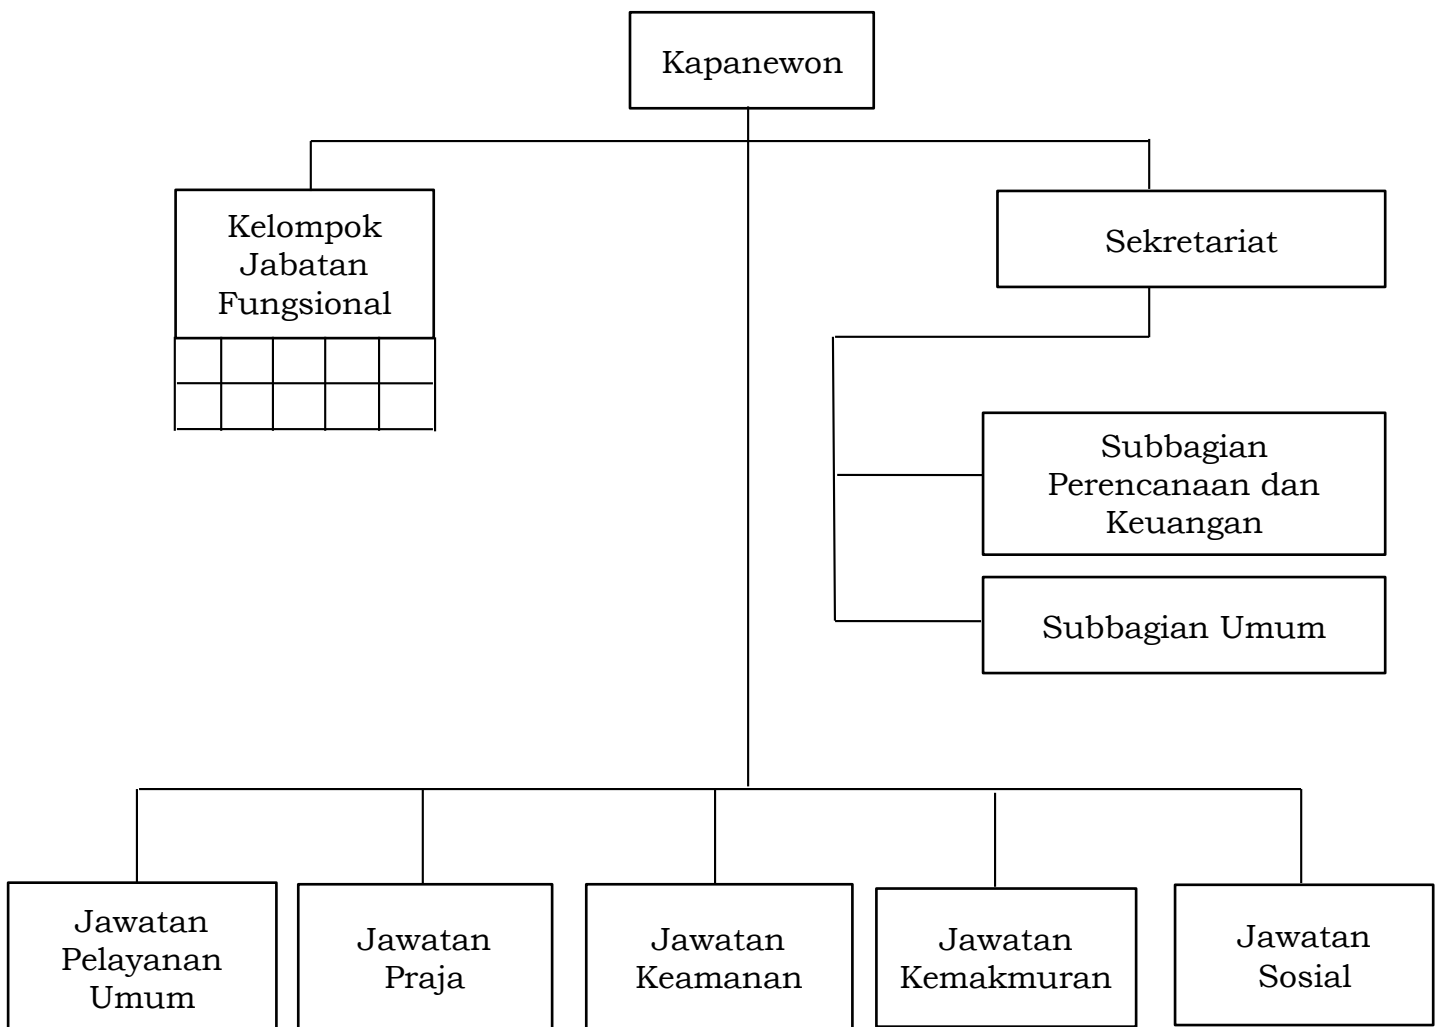 Kapanewon
Kelompok
Jabatan
Fungsional
Sekretariat
Subbagian
Perencanaan dan
Keuangan
Subbagian Umum
Jawatan
Pelayanan
Umum
Jawatan
Praja
Jawatan
Keamanan
Jawatan
Kemakmuran
Jawatan
Sosial